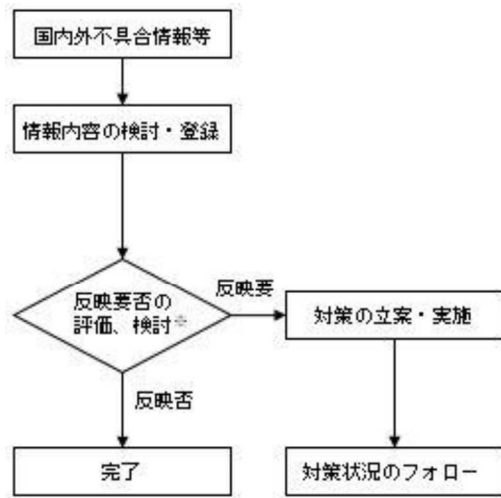 国内外不具合情報等
情報内容の検討・登録
反映要否の
評価、検討※
反映要
対策の立案・実施
反映否
完了
対策状況のフォロー